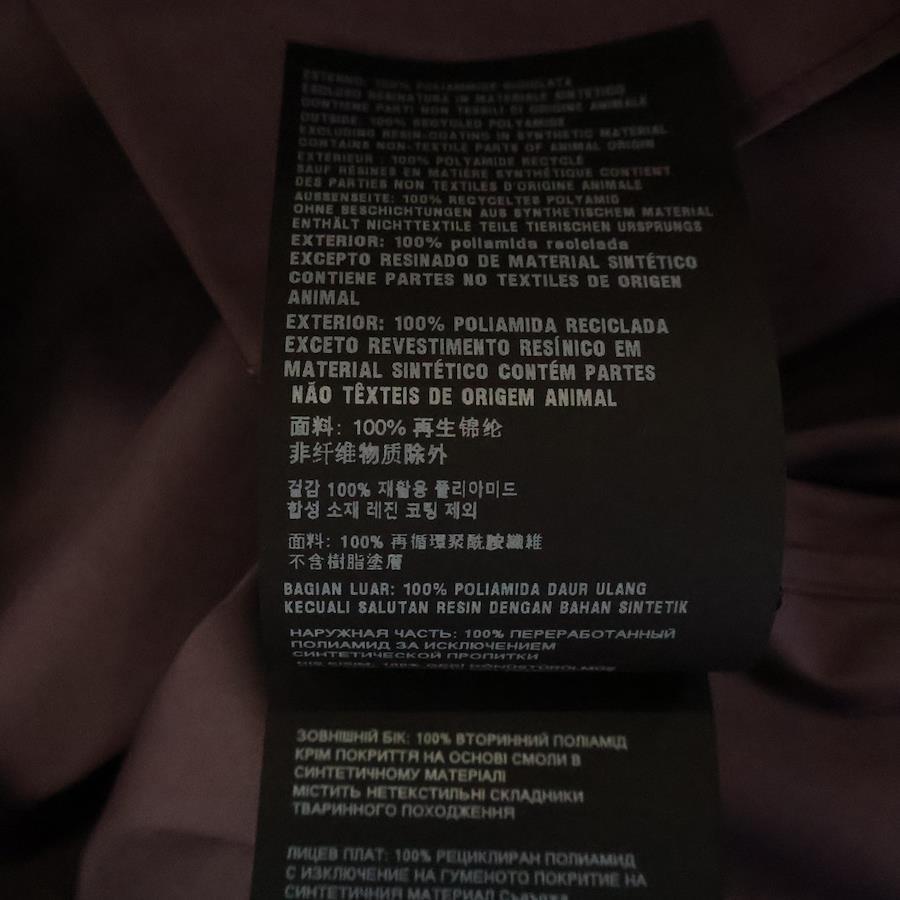 ESTERNO: 100% POLIAMMIDE RICICLATA
ESCLUSO RESINATURA IN MATERIALE SINTETICO
CONTIENE PARTI NON TESSILI DI ORIGINE ANIMALE
OUTSIDE: 100% RECYCLED POLYAMIDE
EXCLUDING RESIN-COATING IN SYNTHETIC MATERIAL
CONTAINS NON-TEXTILE PARTS OF ANIMAL ORIGIN
EXTERIEUR : 100% POLYAMIDE RECYCLÉ
SAUF RÉSINES EN MATIÈRE SYNTHÉTIQUE CONTIENT
DES PARTIES NON TEXTILES D'ORIGINE ANIMALE
AUSSENSEITE: 100% RECYCELTES POLYAMID
OHNE BESCHICHTUNGEN AUS SYNTHETISCHEM MATERIAL
ENTHÄLT NICHTTEXTILE TEILE TIERISCHEN URSPRUNGS
EXTERIOR: 100% poliamida reciclada
EXCEPTO RESINADO DE MATERIAL SINTÉTICO
CONTIENE PARTES NO TEXTILES DE ORIGEN
ANIMAL
EXTERIOR: 100% POLIAMIDA RECICLADA
EXCETO REVESTIMENTO RESÍNICO EM
MATERIAL SINTÉTICO CONTÉM PARTES
NÃO TÊXTEIS DE ORIGEM ANIMAL
面料: 100% 再生锦纶
非纤维物质除外
겉감 100% 재활용 폴리아미드
합성 소재 레진 코팅 제외
面料: 100% 再循環聚酰胺纖維
不含樹脂塗層
BAGIAN LUAR: 100% POLIAMIDA DAUR ULANG
KECUALI SALUTAN RESIN DENGAN BAHAN SINTETIK
НАРУЖНАЯ ЧАСТЬ: 100% ПЕРЕРАБОТАННЫЙ
ПОЛИАМИД ЗА ИСКЛЮЧЕНИЕМ
СИНТЕТИЧЕСКОЙ ПРОПИТКИ
ЗОВНІШНІЙ БІК: 100% ВТОРИННИЙ ПОЛІАМІД
КРІМ ПОКРИТТЯ НА ОСНОВІ СМОЛИ В
СИНТЕТИЧНОМУ МАТЕРІАЛІ
МІСТИТЬ НЕТЕКСТИЛЬНІ СКЛАДНИКИ
ТВАРИННОГО ПОХОДЖЕННЯ
ЛИЦЕВ ПЛАТ: 100% РЕЦИКЛИРАН ПОЛИАМИД
С ИЗКЛЮЧЕНИЕ НА ГУМЕНОТО ПОКРИТИЕ НА
СИНТЕТИЧНИЯ МАТЕРИАЛ Съдържа